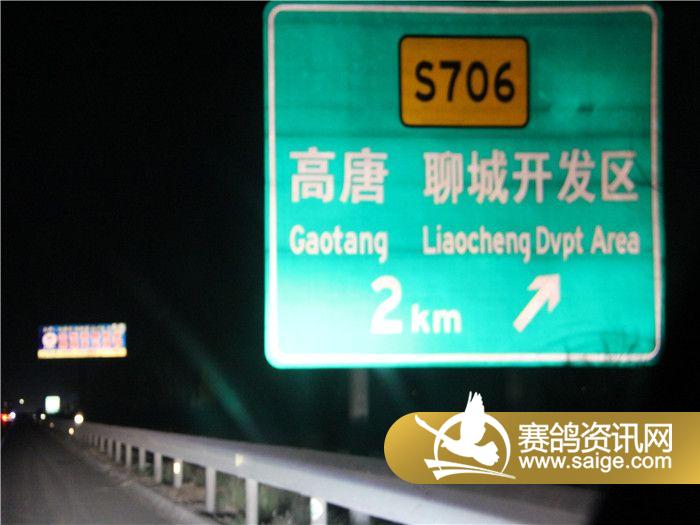 S706
高唐 聊城开发区
Gaotang Liaocheng Dvpt Area
2km
赛鸽资讯网
www.saige.com